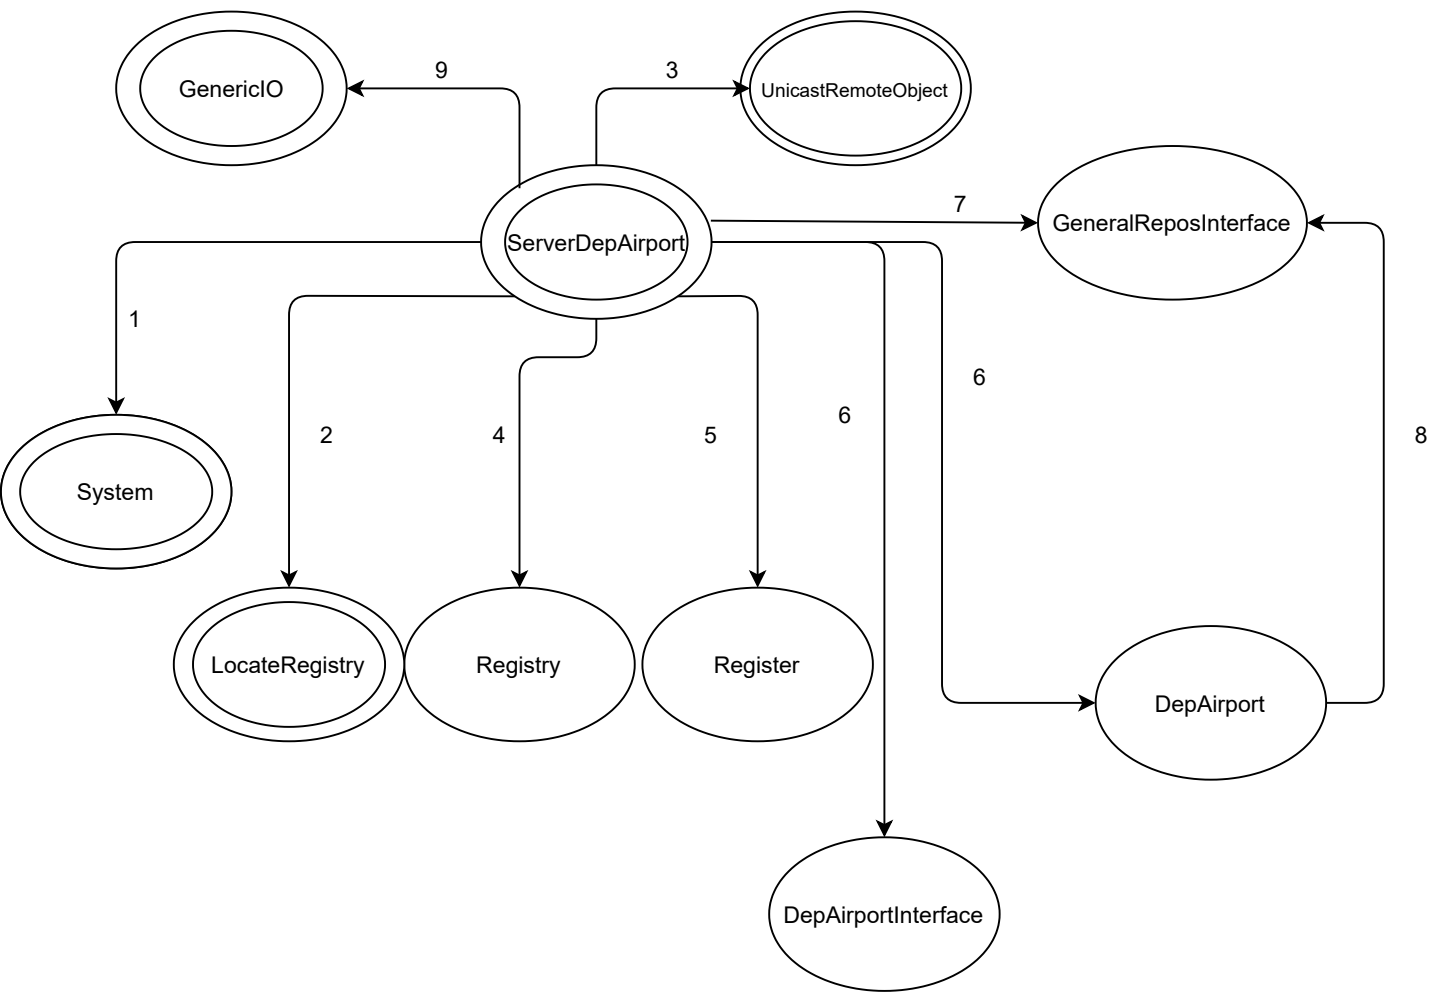 9
3
GenericIO
UnicastRemoteObject
7
GeneralReposInterface
ServerDepAirport
1
6
6
2
4
5
8
System
LocateRegistry
Registry
Register
DepAirport
DepAirportInterface